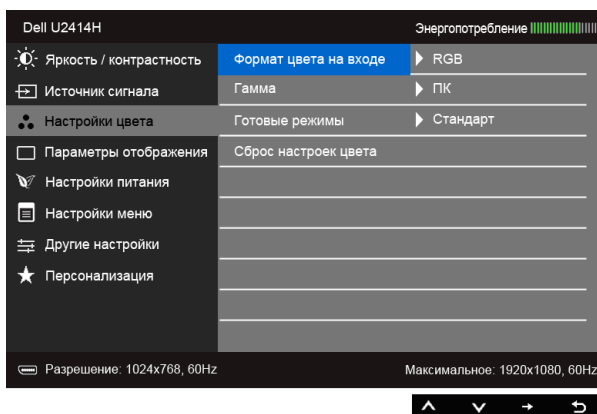 Dell U2414H Энергопотребление
Яркость / контрастность Формат цвета на входе RGB
Источник сигнала Гамма ПК
Настройки цвета Готовые режимы Стандарт
Параметры отображения Сброс настроек цвета
Настройки питания
Настройки меню
Другие настройки
Персонализация
Разрешение: 1024x768, 60Hz Максимальное: 1920x1080, 60Hz